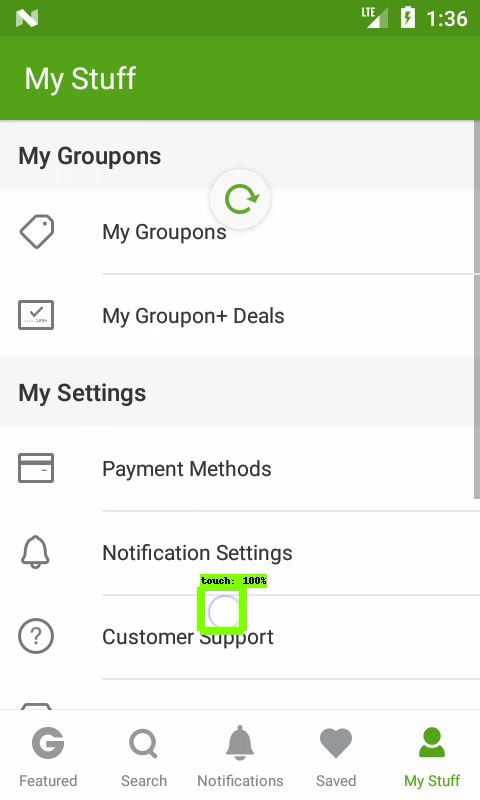 LTE 1:36
My Stuff
My Groupons
My Groupons
My Groupon+ Deals
My Settings
Payment Methods
Notification Settings
touch: 100%
Customer Support
Featured Search Notifications Saved My Stuff